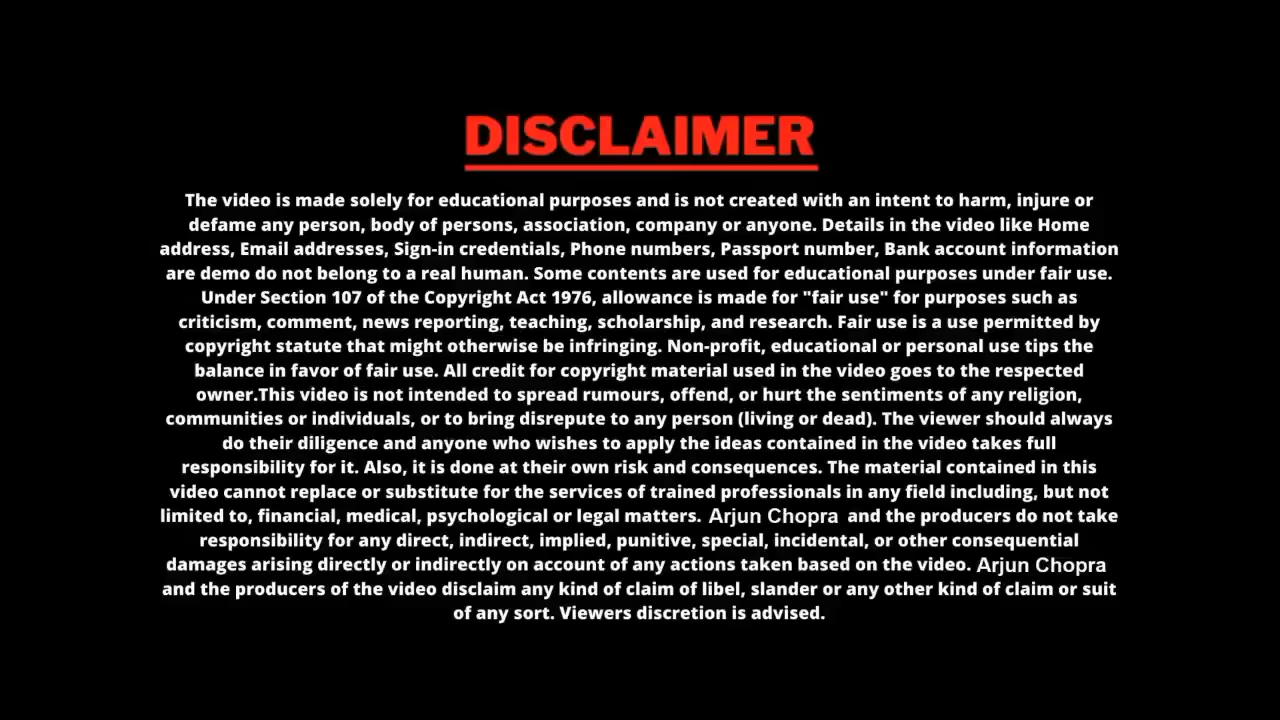 DISCLAIMER
The video is made solely for educational purposes and is not created with an intent to harm, injure or
defame any person, body of persons, association, company or anyone. Details in the video like Home
address, Email addresses, Sign-in credentials, Phone numbers, Passport number, Bank account information
are demo do not belong to a real human. Some contents are used for educational purposes under fair use.
Under Section 107 of the Copyright Act 1976, allowance is made for "fair use" for purposes such as
criticism, comment, news reporting, teaching, scholarship, and research. Fair use is a use permitted by
copyright statute that might otherwise be infringing. Non-profit, educational or personal use tips the
balance in favor of fair use. All credit for copyright material used in the video goes to the respected
owner.This video is not intended to spread rumours, offend, or hurt the sentiments of any religion,
communities or individuals, or to bring disrepute to any person (living or dead). The viewer should always
do their diligence and anyone who wishes to apply the ideas contained in the video takes full
responsibility for it. Also, it is done at their own risk and consequences. The material contained in this
video cannot replace or substitute for the services of trained professionals in any field including, but not
limited to, financial, medical, psychological or legal matters. Arjun Chopra and the producers do not take
responsibility for any direct, indirect, implied, punitive, special, incidental, or other consequential
damages arising directly or indirectly on account of any actions taken based on the video. Arjun Chopra
and the producers of the video disclaim any kind of claim of libel, slander or any other kind of claim or suit
of any sort. Viewers discretion is advised.